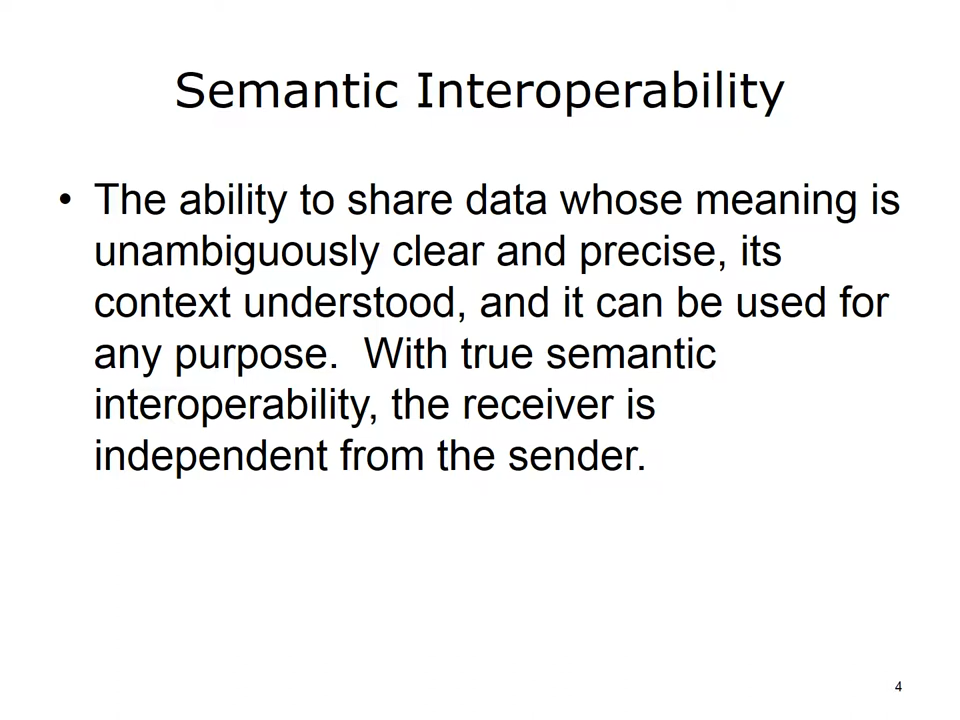 Semantic Interoperability
• The ability to share data whose meaning is
unambiguously clear and precise, its
context understood, and it can be used for
any purpose.  With true semantic
interoperability, the receiver is
independent from the sender.
4